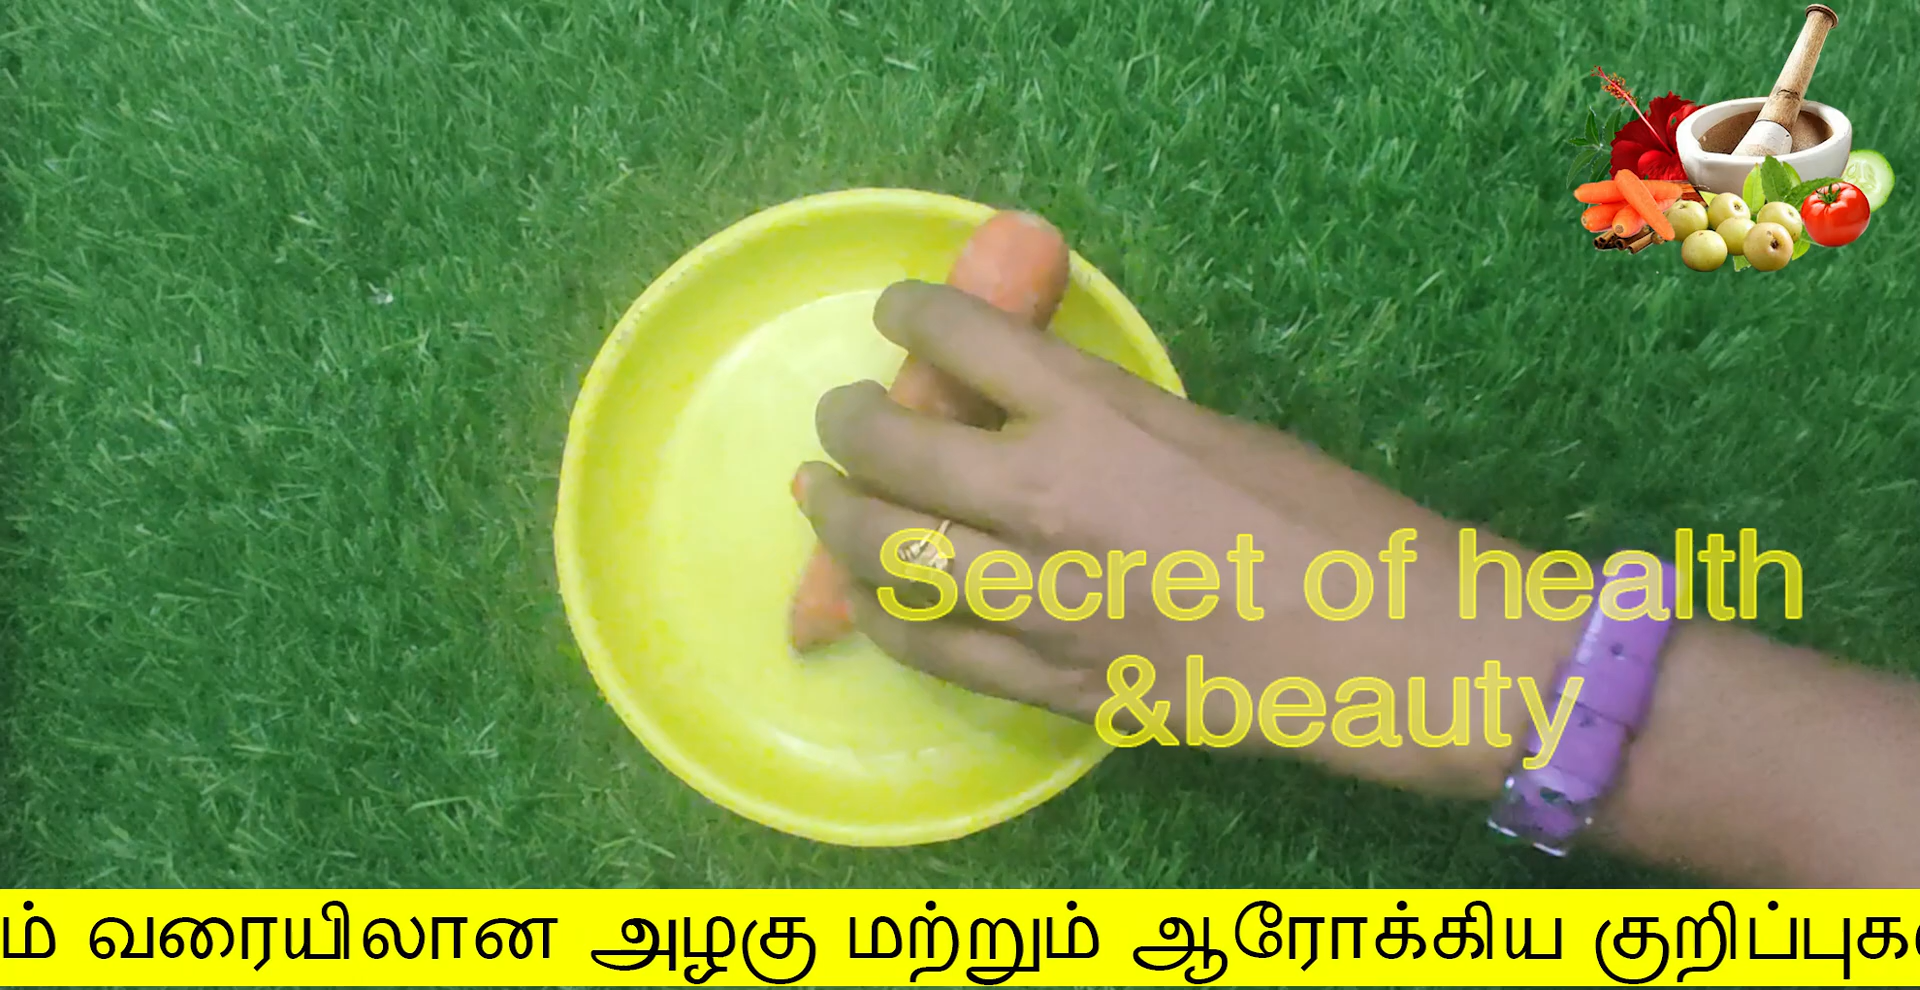 Secret of health
&beauty
ம் வரையிலான அழகு மற்றும் ஆரோக்கிய